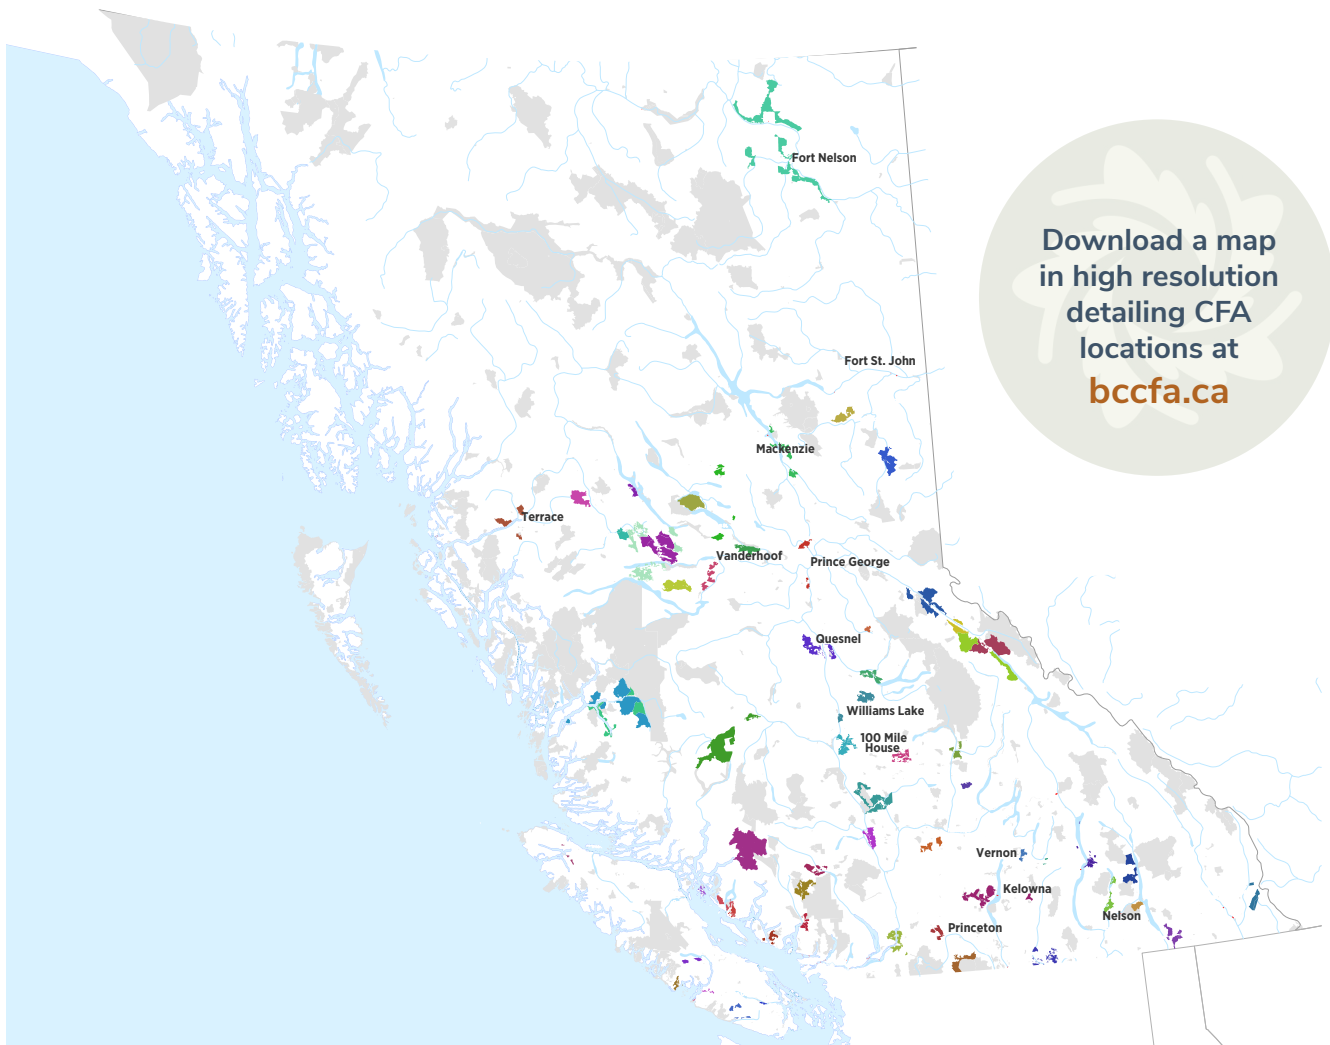 Fort Nelson
Download a map
in high resolution
detailing CFA
locations at
bccfa.ca
Fort St. John
Mackenzie
Terrace
Vanderhoof
Prince George
Quesnel
Williams Lake
100 Mile
House
Vernon
Kelowna
Nelson
Princeton